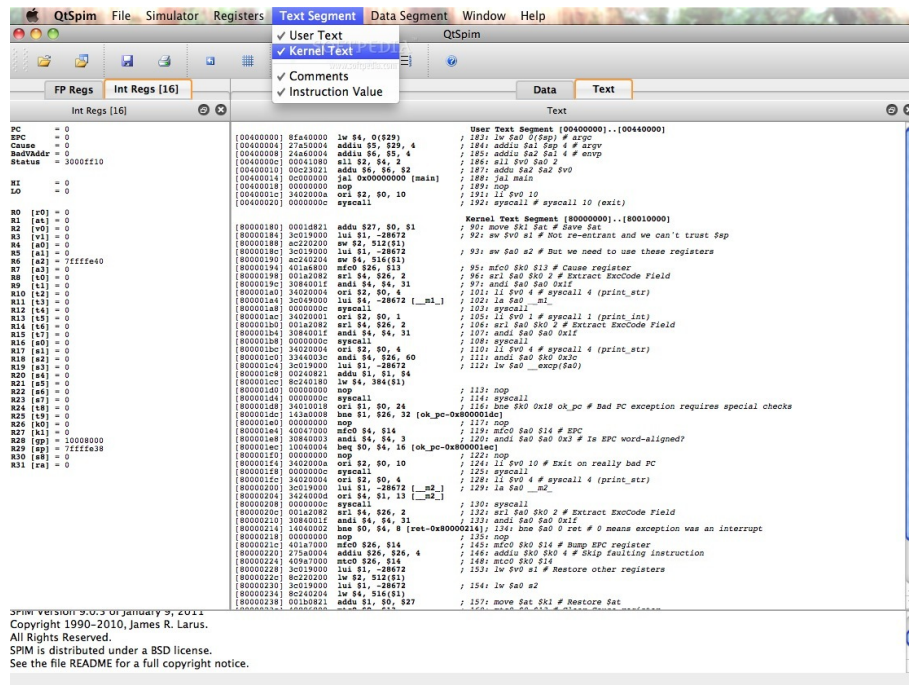 QtSpim File Simulator Registers Text Segment Data Segment Window Help
QtSpim
✓ User Text
✓ Kernel Text
✓ Comments
✓ Instruction Value
FP Regs Int Regs [16]
Data Text
Int Regs [16]
Text
PC = 0
EPC = 0
Cause = 0
BadVAddr = 0
Status = 3000ff10
HI = 0
LO = 0
R0 [r0] = 0
R1 [at] = 0
R2 [v0] = 0
R3 [v1] = 0
R4 [a0] = 0
R5 [a1] = 0
R6 [a2] = 7ffffe40
R7 [a3] = 0
R8 [t0] = 0
R9 [t1] = 0
R10 [t2] = 0
R11 [t3] = 0
R12 [t4] = 0
R13 [t5] = 0
R14 [t6] = 0
R15 [t7] = 0
R16 [s0] = 0
R17 [s1] = 0
R18 [s2] = 0
R19 [s3] = 0
R20 [s4] = 0
R21 [s5] = 0
R22 [s6] = 0
R23 [s7] = 0
R24 [t8] = 0
R25 [t9] = 0
R26 [k0] = 0
R27 [k1] = 0
R28 [gp] = 10008000
R29 [sp] = 7ffffe38
R30 [s8] = 0
R31 [ra] = 0
User Text Segment [00400000]..[00440000]
[00400000] 8fa40000 lw $4, 0($29) ; 183: lw $a0 0($sp) # argc
[00400004] 27a50004 addiu $5, $29, 4 ; 184: addiu $a1 $sp 4 # argv
[00400008] 24a60004 addiu $6, $5, 4 ; 185: addiu $a2 $a1 4 # envp
[0040000c] 00041080 sll $2, $4, 2 ; 186: sll $v0 $a0 2
[00400010] 00c23021 addu $6, $6, $2 ; 187: addu $a2 $a2 $v0
[00400014] 0c000000 jal 0x00000000 [main] ; 188: jal main
[00400018] 00000000 nop ; 189: nop
[0040001c] 3402000a ori $2, $0, 10 ; 191: li $v0 10
[00400020] 0000000c syscall ; 192: syscall # syscall 10 (exit)
Kernel Text Segment [80000000]..[80010000]
[80000180] 0001d821 addu $27, $0, $1 ; 90: move $k1 $at # Save $at
[80000184] 3c019000 lui $1, -28672 ; 92: sw $v0 s1 # Not re-entrant and we can't trust $sp
[80000188] ac220200 sw $2, 512($1)
[8000018c] 3c019000 lui $1, -28672 ; 93: sw $a0 s2 # But we need to use these registers
[80000190] ac240204 sw $4, 516($1)
[80000194] 401a6800 mfc0 $26, $13 ; 95: mfc0 $k0 $13 # Cause register
[80000198] 001a2082 srl $4, $26, 2 ; 96: srl $a0 $k0 2 # Extract ExcCode Field
[8000019c] 3084001f andi $4, $4, 31 ; 97: andi $a0 $a0 0x1f
[800001a0] 34020004 ori $2, $0, 4 ; 101: li $v0 4 # syscall 4 (print_str)
[800001a4] 3c049000 lui $4, -28672 [__m1_] ; 102: la $a0 __m1_
[800001a8] 0000000c syscall ; 103: syscall
[800001ac] 34020001 ori $2, $0, 1 ; 105: li $v0 1 # syscall 1 (print_int)
[800001b0] 001a2082 srl $4, $26, 2 ; 106: srl $a0 $k0 2 # Extract ExcCode Field
[800001b4] 3084001f andi $4, $4, 31 ; 107: andi $a0 $a0 0x1f
[800001b8] 0000000c syscall ; 108: syscall
[800001bc] 34020004 ori $2, $0, 4 ; 110: li $v0 4 # syscall 4 (print_str)
[800001c0] 3344003c andi $4, $26, 60 ; 111: andi $a0 $k0 0x3c
[800001c4] 3c019000 lui $1, -28672 ; 112: lw $a0 __excp($a0)
[800001c8] 00240821 addu $1, $1, $4
[800001cc] 8c240180 lw $4, 384($1)
[800001d0] 00000000 nop ; 113: nop
[800001d4] 0000000c syscall ; 114: syscall
[800001d8] 34010018 ori $1, $0, 24 ; 116: bne $k0 0x18 ok_pc # Bad PC exception requires special checks
[800001dc] 143a0008 bne $1, $26, 32 [ok_pc-0x800001dc]
[800001e0] 00000000 nop ; 117: nop
[800001e4] 40047000 mfc0 $4, $14 ; 119: mfc0 $a0 $14 # EPC
[800001e8] 30840003 andi $4, $4, 3 ; 120: andi $a0 $a0 0x3 # Is EPC word-aligned?
[800001ec] 10040004 beq $0, $4, 16 [ok_pc-0x800001ec]
[800001f0] 00000000 nop ; 122: nop
[800001f4] 3402000a ori $2, $0, 10 ; 124: li $v0 10 # Exit on really bad PC
[800001f8] 0000000c syscall ; 125: syscall
[800001fc] 34020004 ori $2, $0, 4 ; 128: li $v0 4 # syscall 4 (print_str)
[80000200] 3c019000 lui $1, -28672 [__m2_] ; 129: la $a0 __m2_
[80000204] 3424000d ori $4, $1, 13 [__m2_]
[80000208] 0000000c syscall ; 130: syscall
[8000020c] 001a2082 srl $4, $26, 2 ; 132: srl $a0 $k0 2 # Extract ExcCode Field
[80000210] 3084001f andi $4, $4, 31 ; 133: andi $a0 $a0 0x1f
[80000214] 14040002 bne $0, $4, 8 [ret-0x80000214]; 134: bne $a0 0 ret # 0 means exception was an interrupt
[80000218] 00000000 nop ; 135: nop
[8000021c] 401a7000 mfc0 $26, $14 ; 145: mfc0 $k0 $14 # Bump EPC register
[80000220] 275a0004 addiu $26, $26, 4 ; 146: addiu $k0 $k0 4 # Skip faulting instruction
[80000224] 409a7000 mtc0 $26, $14 ; 148: mtc0 $k0 $14
[80000228] 3c019000 lui $1, -28672 ; 153: lw $v0 s1 # Restore other registers
[8000022c] 8c220200 lw $2, 512($1)
[80000230] 3c019000 lui $1, -28672 ; 154: lw $a0 s2
[80000234] 8c240204 lw $4, 516($1)
[80000238] 001b0821 addu $1, $0, $27 ; 157: move $at $k1 # Restore $at
SPIM Version 9.0.3 of January 9, 2011
Copyright 1990-2010, James R. Larus.
All Rights Reserved.
SPIM is distributed under a BSD license.
See the file README for a full copyright notice.